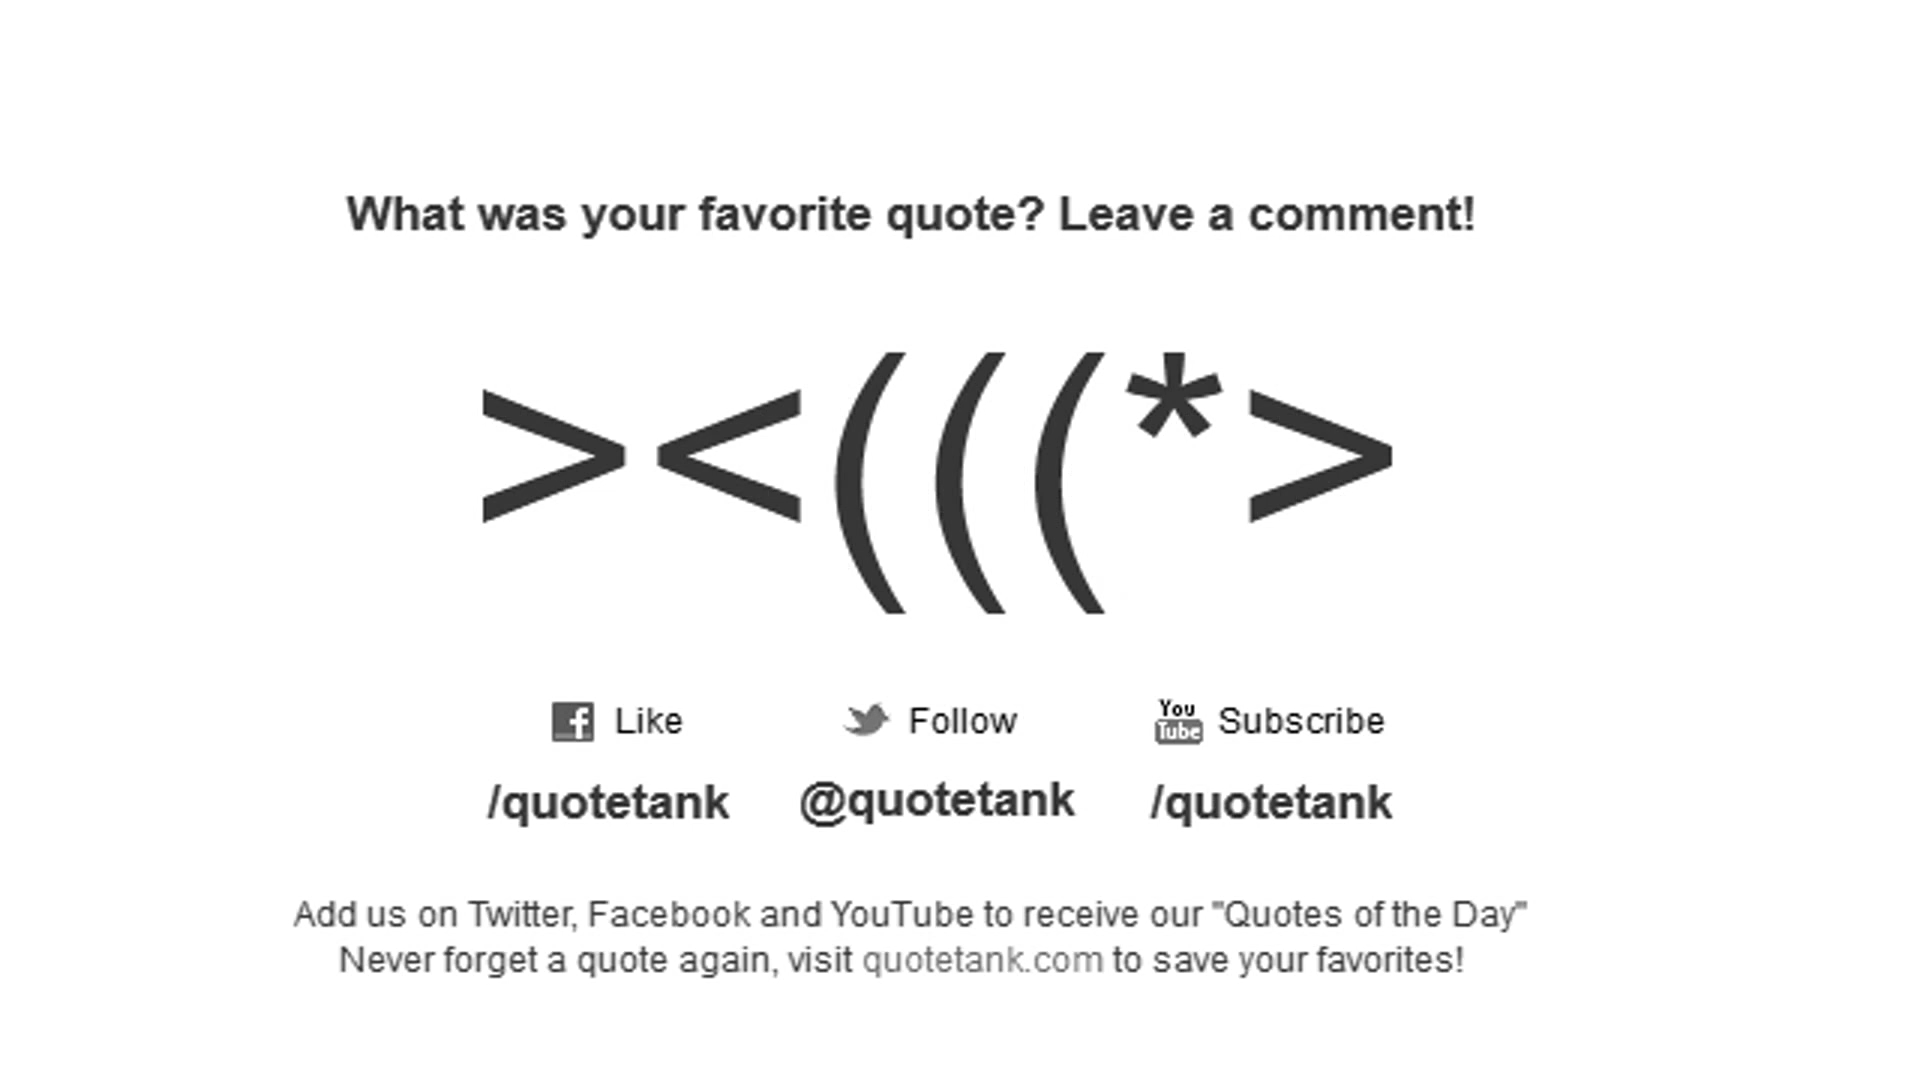 What was your favorite quote? Leave a comment!
><(((*>
f Like
Follow
You Tube Subscribe
/quotetank
@quotetank
/quotetank
Add us on Twitter, Facebook and YouTube to receive our "Quotes of the Day"
Never forget a quote again, visit quotetank.com to save your favorites!